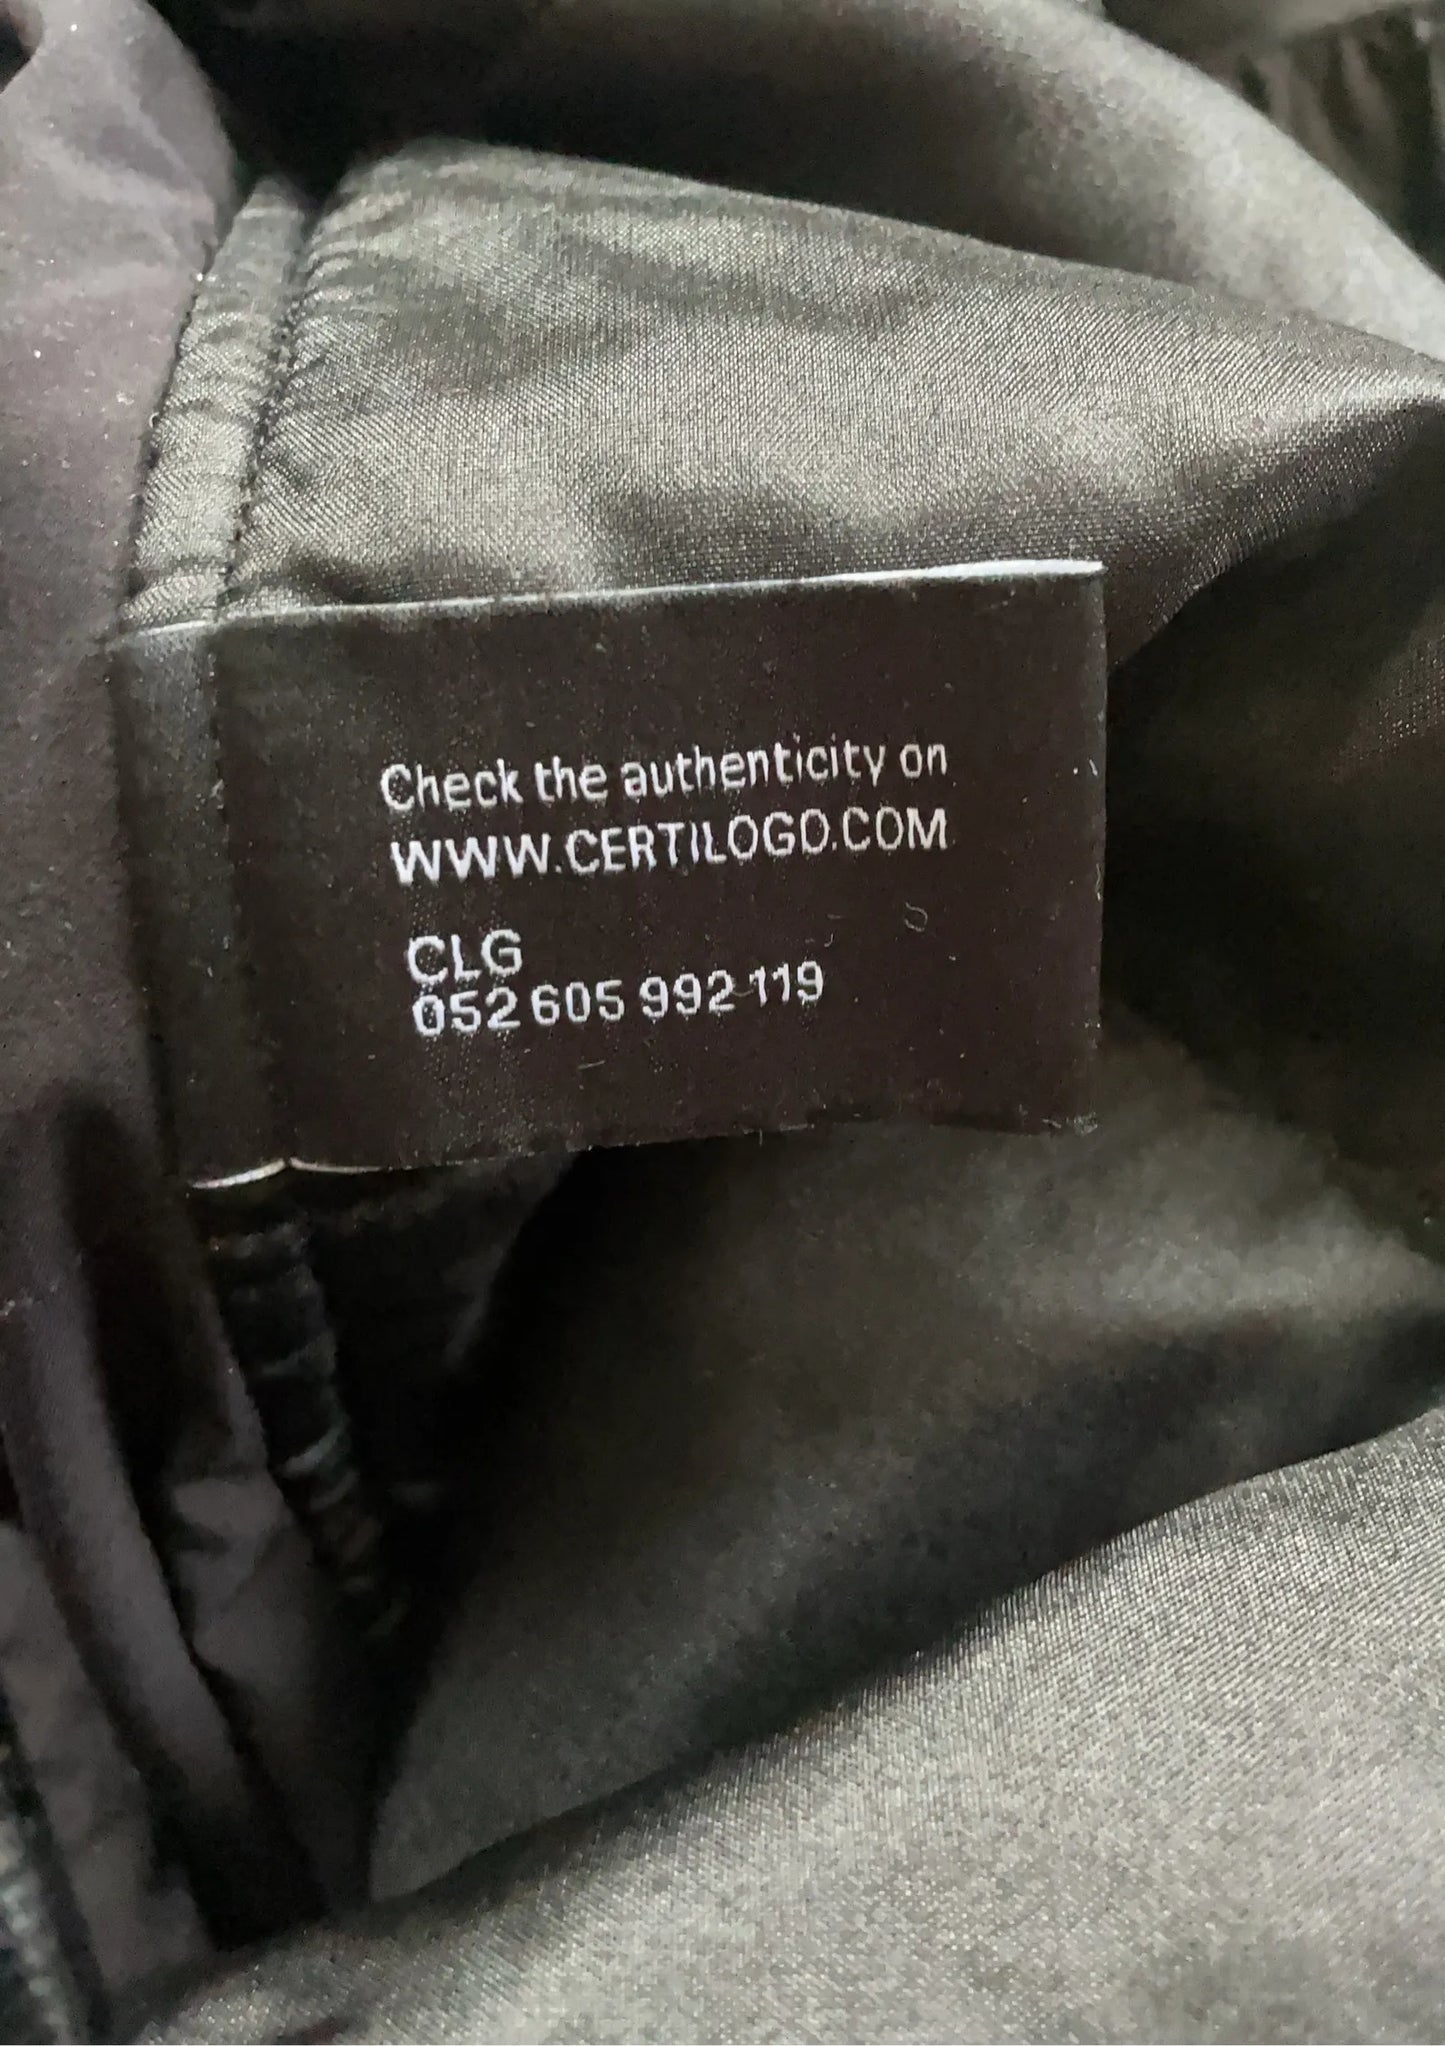 Check the authenticity on
WWW.CERTILOGO.COM
CLG
052 605 992 119